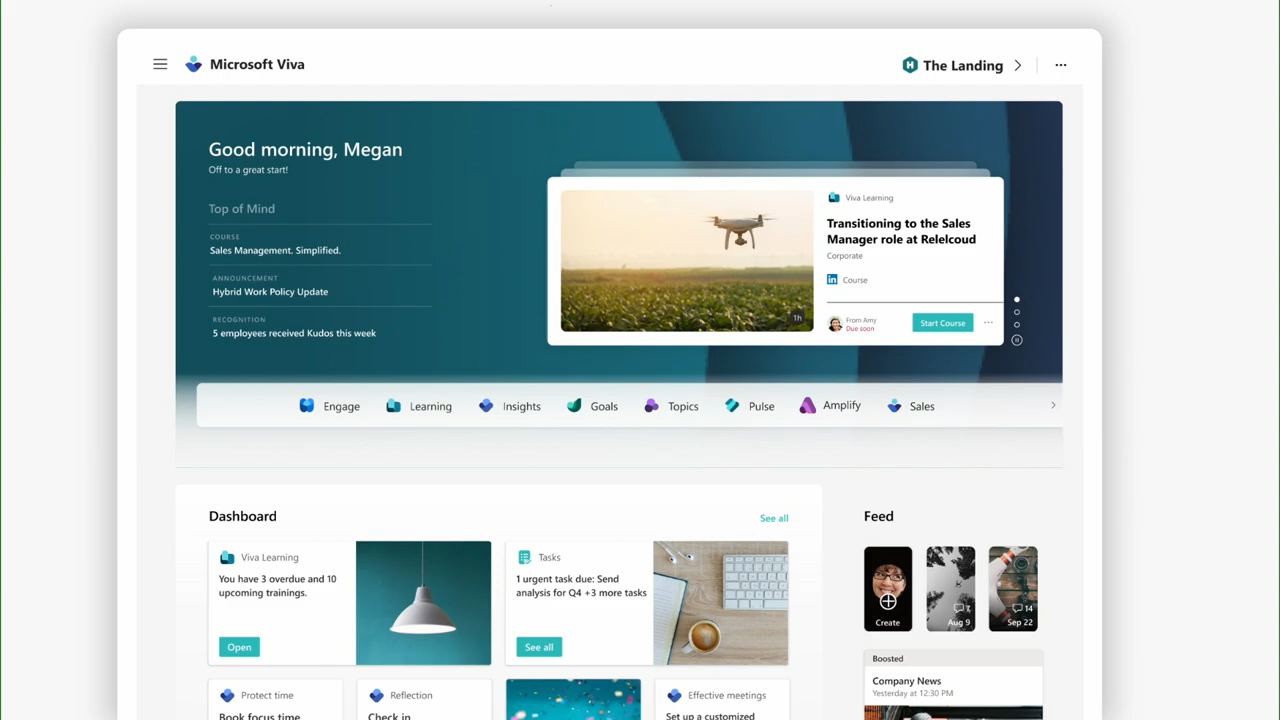 Microsoft Viva
The Landing
Good morning, Megan
Off to a great start!
Top of Mind
COURSE
Sales Management. Simplified.
ANNOUNCEMENT
Hybrid Work Policy Update
RECOGNITION
5 employees received Kudos this week
1h
Viva Learning
Transitioning to the Sales
Manager role at Relelcoud
Corporate
in Course
From Amy
Due soon
Start Course
Engage
Learning
Insights
Goals
Topics
Pulse
Amplify
Sales
Dashboard
See all
Viva Learning
You have 3 overdue and 10
upcoming trainings.
Open
Tasks
1 urgent task due: Send
analysis for Q4 +3 more tasks
See all
Protect time
Book focus time
Reflection
Check in
Effective meetings
Set up a customized
Feed
Create
7
Aug 9
14
Sep 22
Boosted
Company News
Yesterday at 12:30 PM